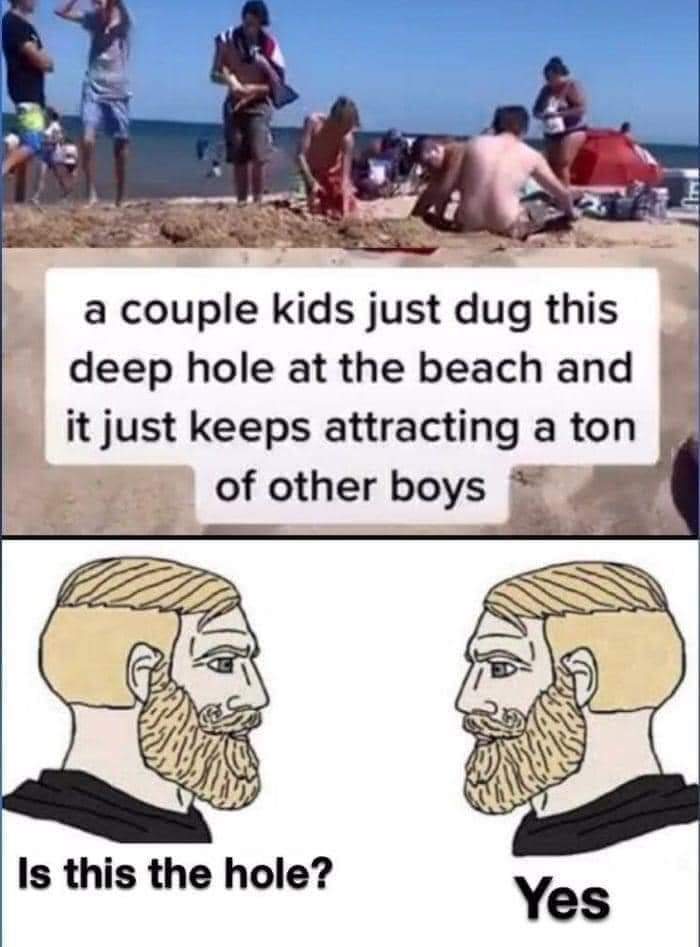 a couple kids just dug this
deep hole at the beach and
it just keeps attracting a ton
of other boys
Is this the hole?
Yes